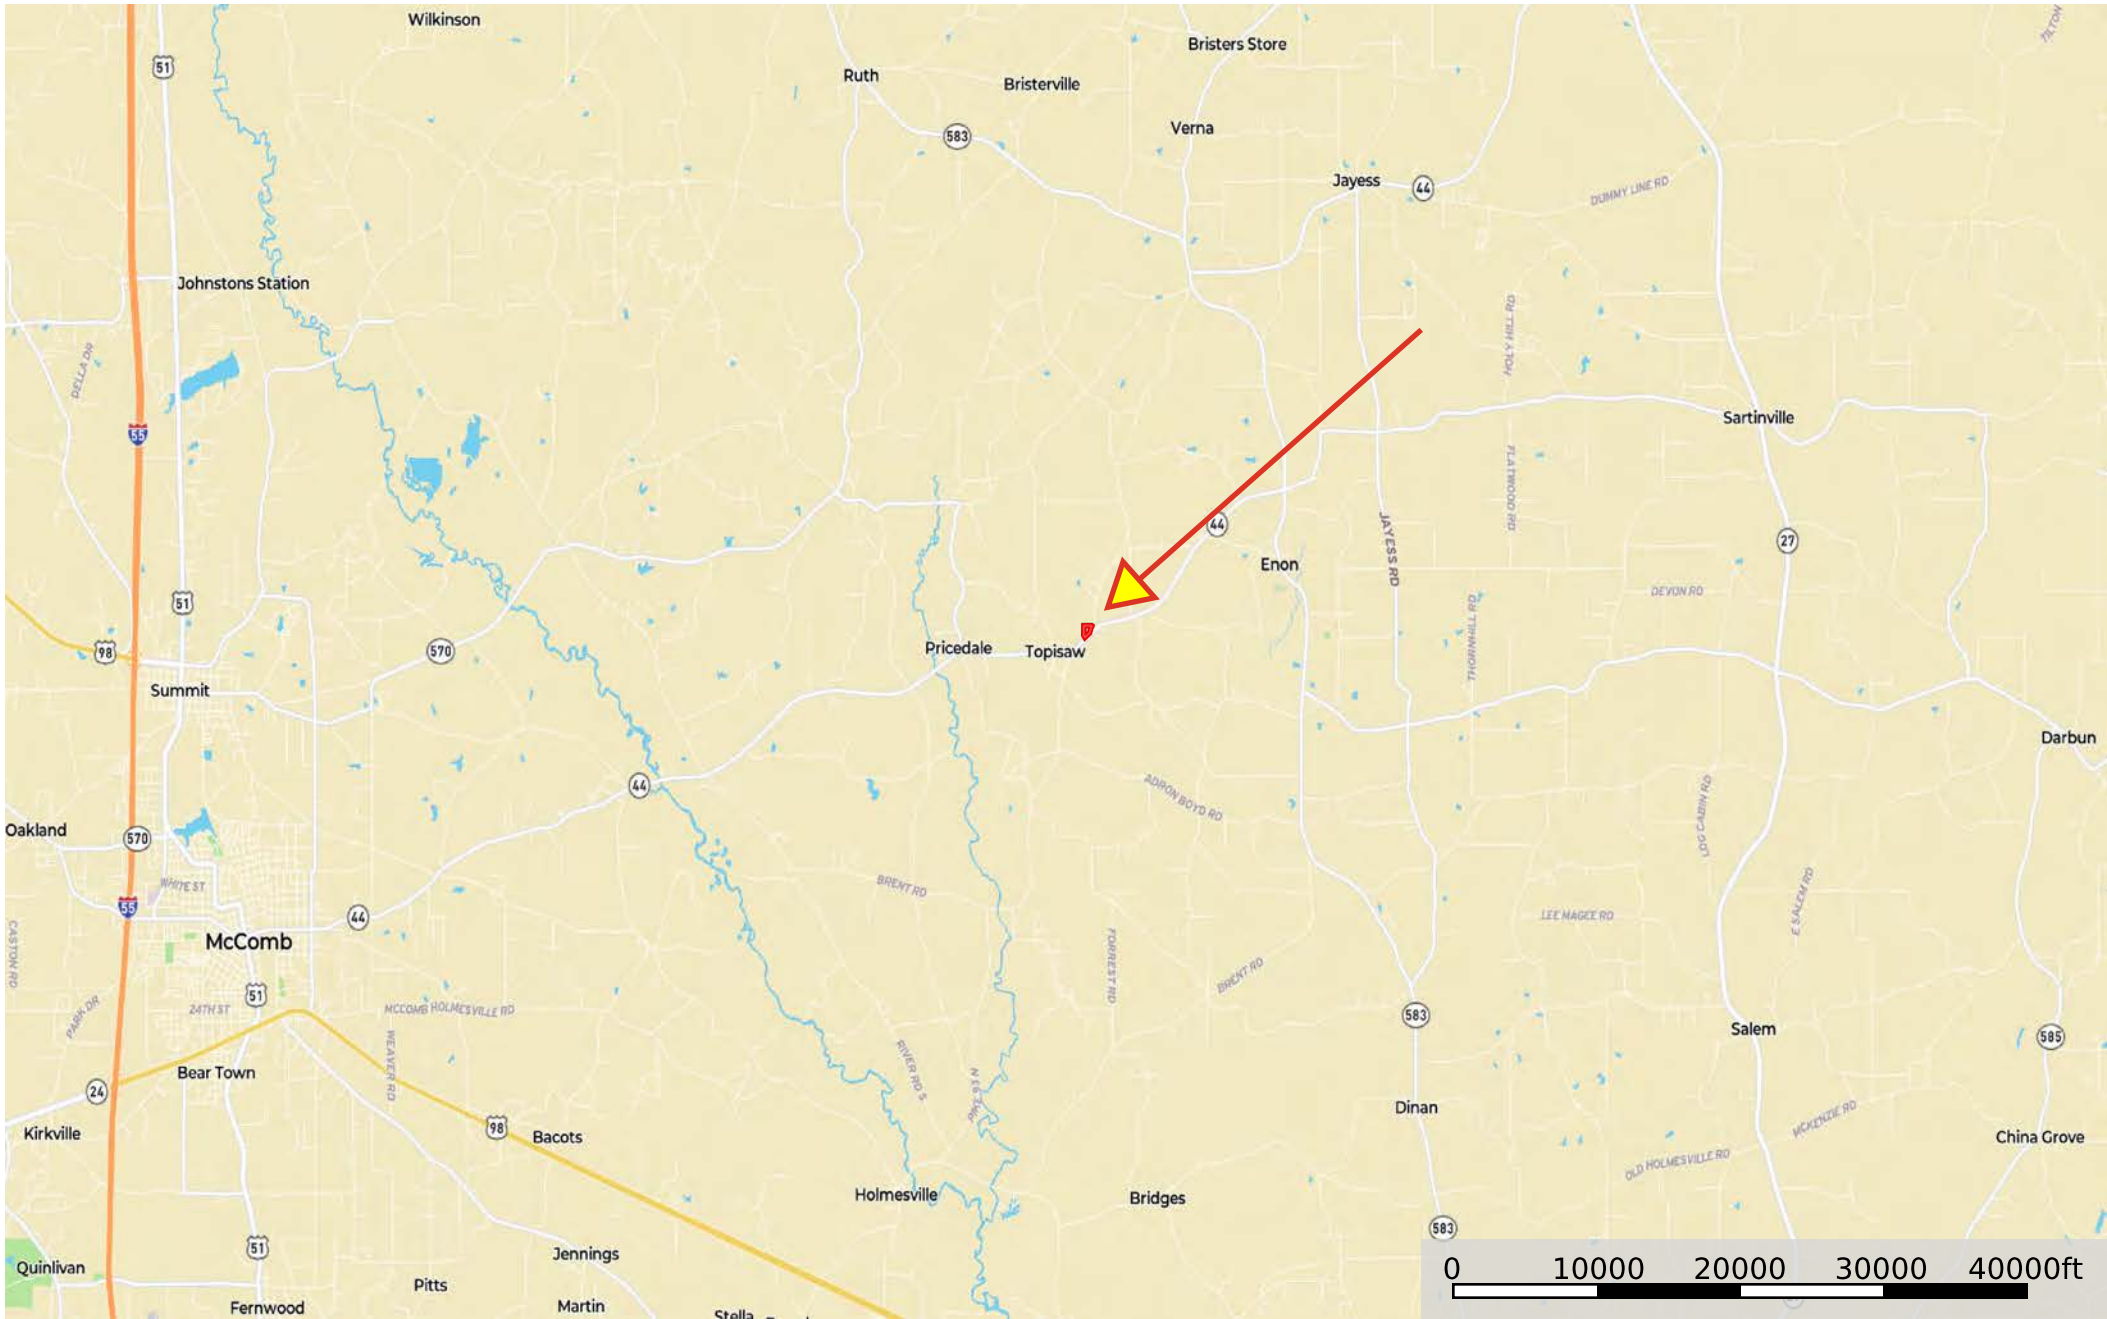 Wilkinson
Bristers Store
51
Ruth
Bristerville
583
Verna
Jayess
44
DUMMY LINE RD
Johnstons Station
HOLY HILL RD
DELLA DR
Sartinville
55
FLATWOOD RD
44
JAYESS RD
27
Enon
DEVON RD
51
THORNHILL RD
98
570
Pricedale
Topisaw
Summit
Darbun
44
ADRON BOYD RD
LOG CABIN RD
Oakland
570
WHITE ST
BRENT RD
E SALEM RD
55
44
LEE MAGEE RD
McComb
CASTON RD
FORREST RD
BRENT RD
51
24TH ST
MCCOMB HOLMESVILLE RD
PARK DR
583
Salem
585
WEAVER RD
RIVER RD S
Bear Town
24
Dinan
Kirkville
98
Bacots
MCKENZIE RD
China Grove
OLD HOLMESVILLE RD
Holmesville
Bridges
583
51
Jennings
Quinlivan
Pitts
0 10000 20000 30000 40000ft
Fernwood
Martin
Stella